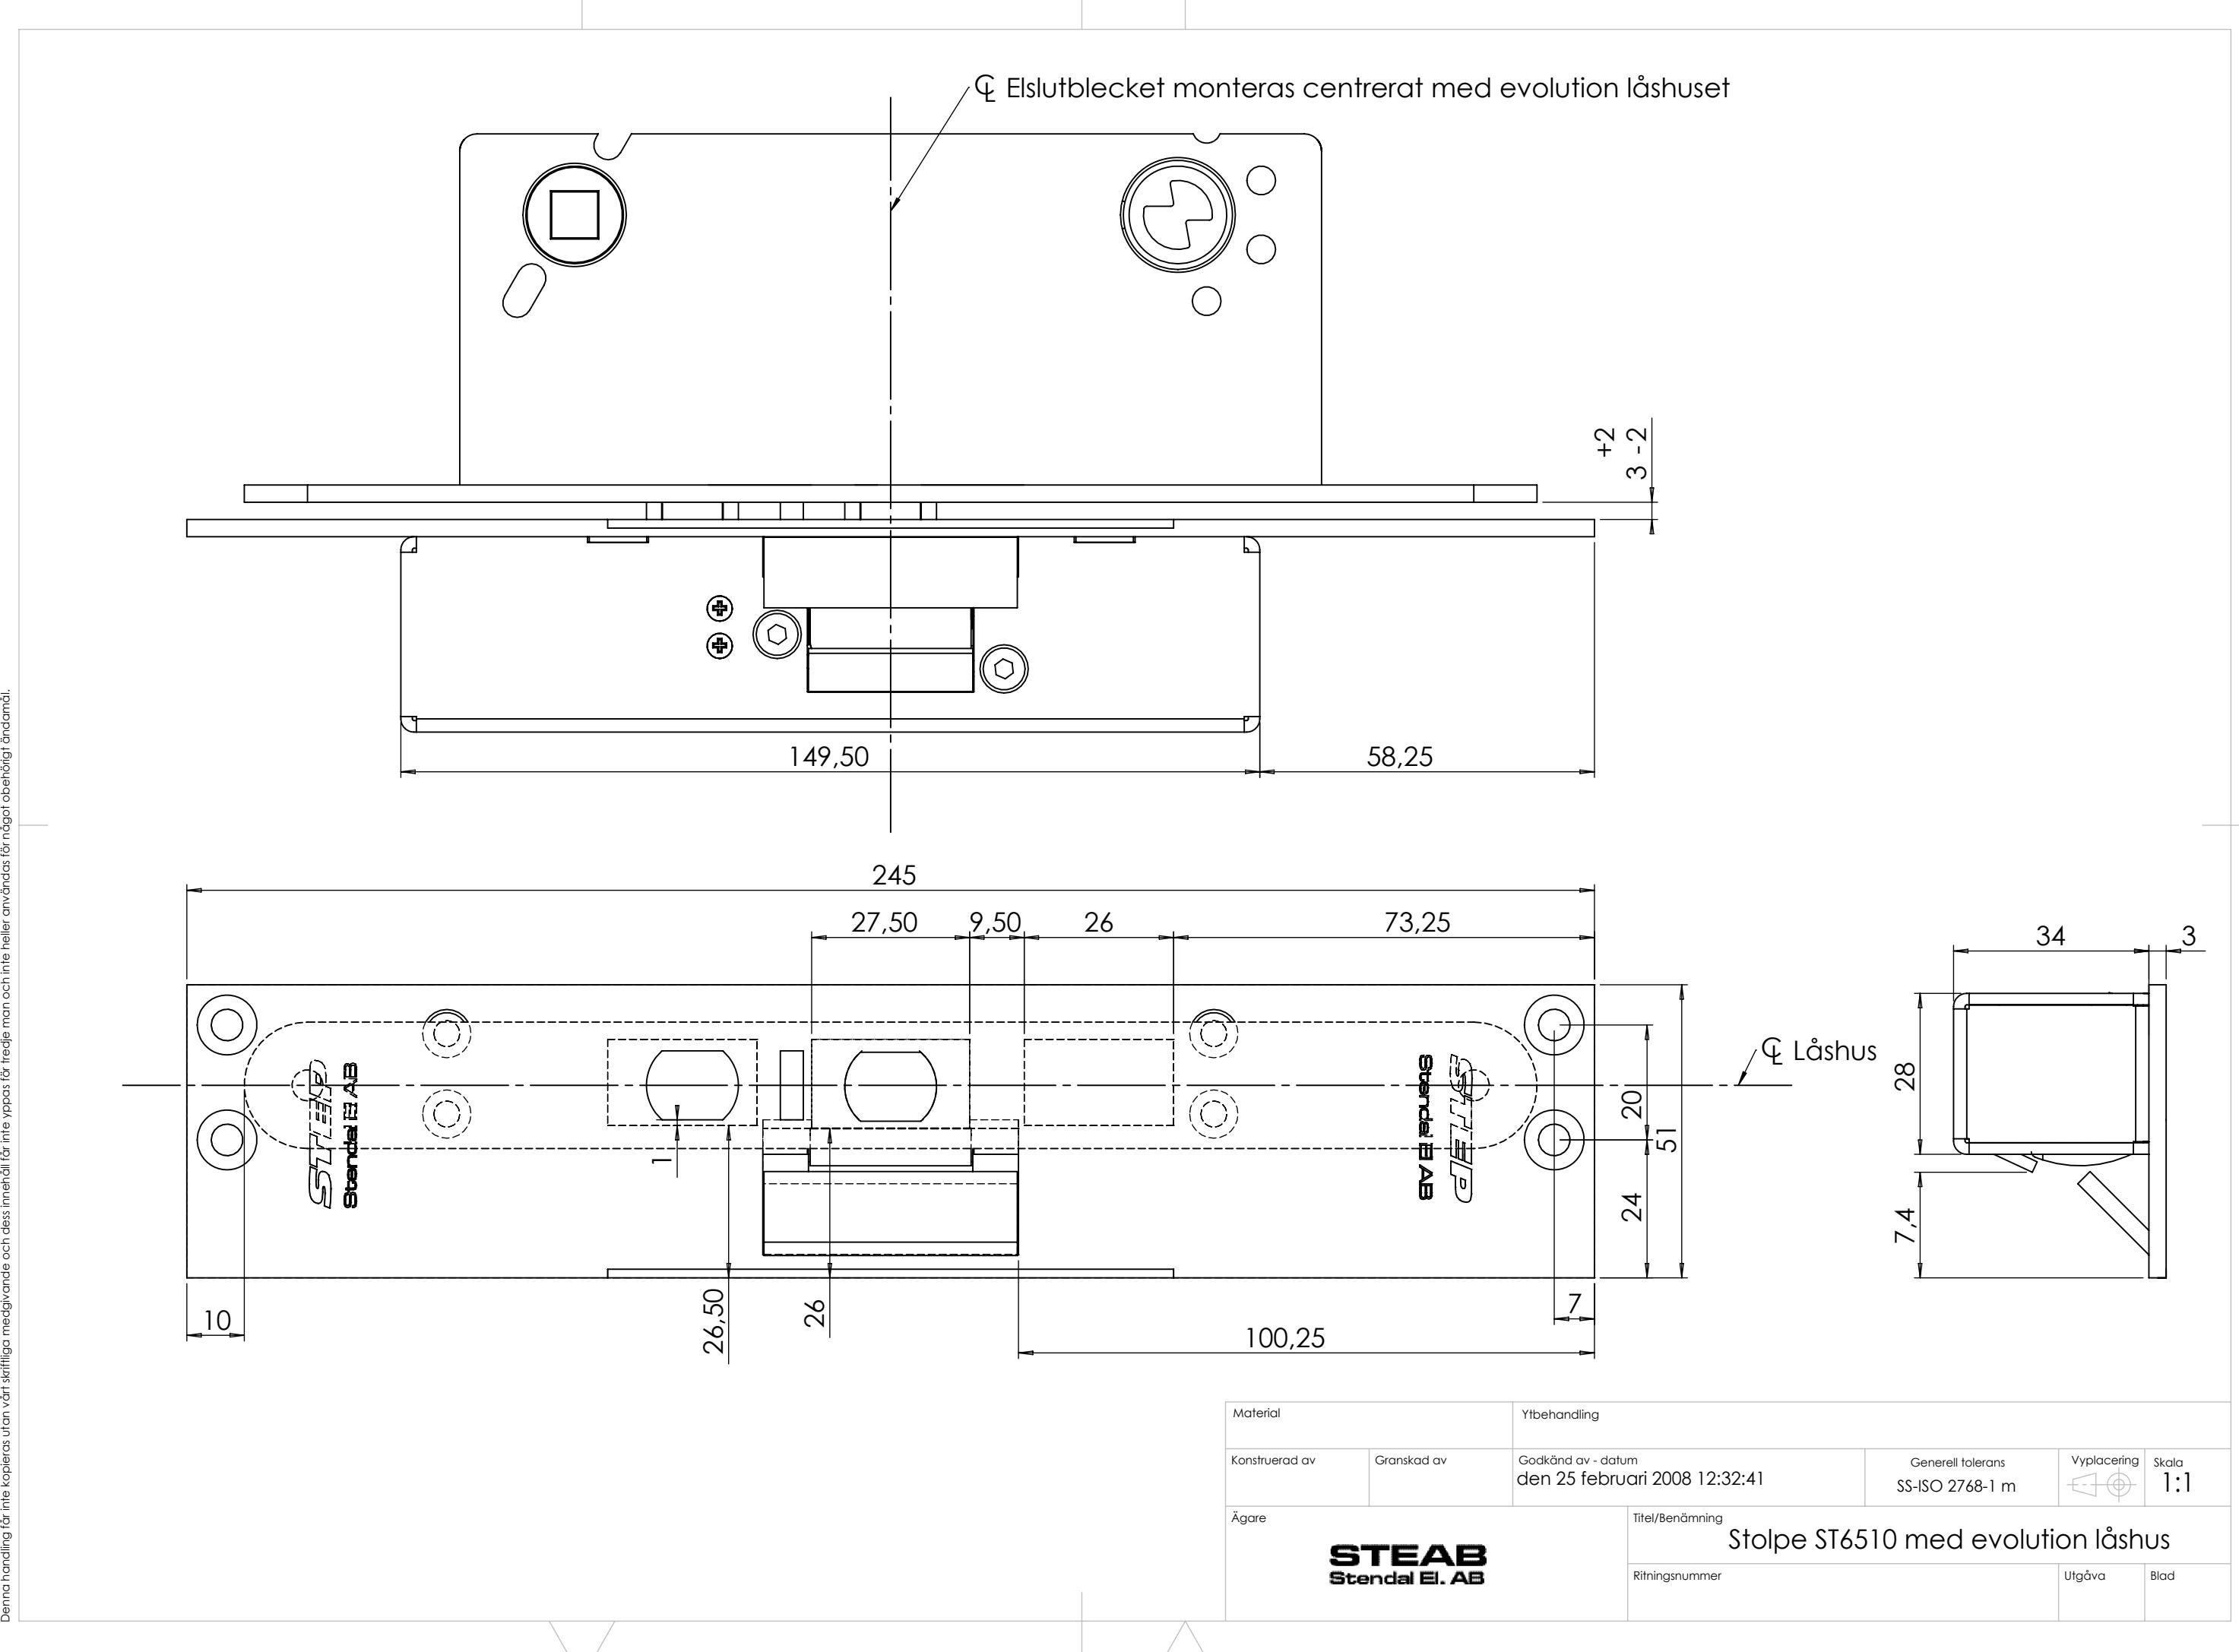 ℄ Elslutblecket monteras centrerat med evolution låshuset
+2
3 -2
149,50
58,25
245
27,50
9,50
26
73,25
34
3
℄ Låshus
28
20
51
24
7,4
1
STEP
Stendal El AB
STEP
Stendal El AB
10
26,50
26
7
100,25
Denna handling får inte kopieras utan vårt skriftliga medgivande och dess innehåll får inte yppas för tredje man och inte heller användas för något obehörigt ändamål.
Material
Ytbehandling
Konstruerad av
Granskad av
Godkänd av - datum
den 25 februari 2008 12:32:41
Generell tolerans
SS-ISO 2768-1 m
Vyplacering
Skala
1:1
Ägare
STEAB
Stendal El. AB
Titel/Benämning
Stolpe ST6510 med evolution låshus
Ritningsnummer
Utgåva
Blad